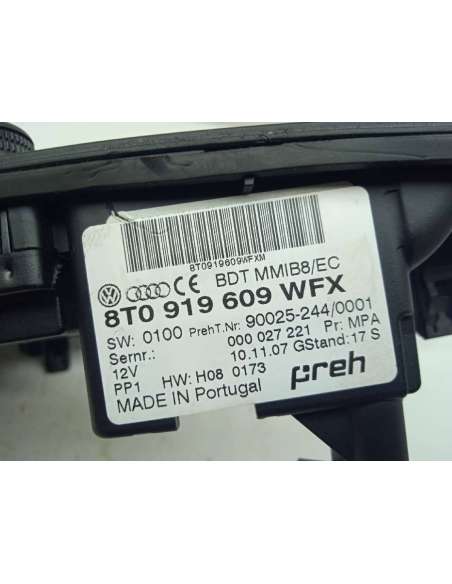 8T0919609WFXM
CE BDT MMIB8/EC
8T0 919 609 WFX
SW: 0100 PrehT.Nr: 90025-244/0001
Sernr.: 000 027 221 Pr: MPA
12V 10.11.07 GStand: 17 S
PP1 HW: H08 0173
preh
MADE IN Portugal